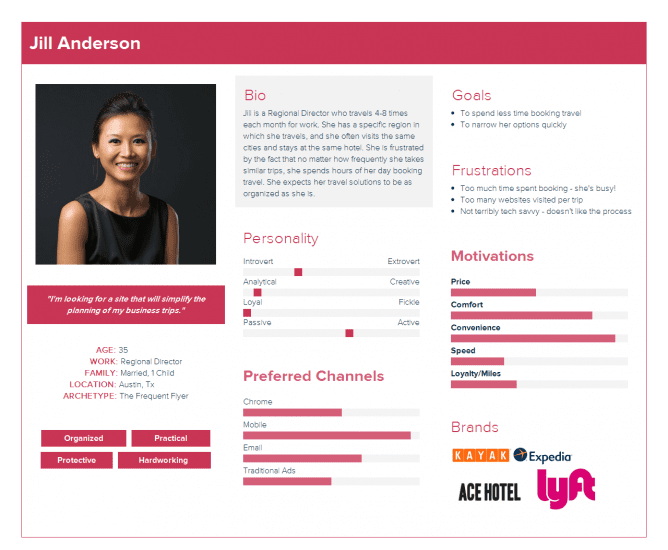 Jill Anderson
"I'm looking for a site that will simplify the
planning of my business trips."
AGE: 35
WORK: Regional Director
FAMILY: Married, 1 Child
LOCATION: Austin, Tx
ARCHETYPE: The Frequent Flyer
Organized
Practical
Protective
Hardworking
Bio
Jill is a Regional Director who travels 4-8 times
each month for work. She has a specific region in
which she travels, and she often visits the same
cities and stays at the same hotel. She is frustrated
by the fact that no matter how frequently she takes
similar trips, she spends hours of her day booking
travel. She expects her travel solutions to be as
organized as she is.
Personality
Introvert Extrovert
Analytical Creative
Loyal Fickle
Passive Active
Preferred Channels
Chrome
Mobile
Email
Traditional Ads
Goals
• To spend less time booking travel
• To narrow her options quickly
Frustrations
• Too much time spent booking - she's busy!
• Too many websites visited per trip
• Not terribly tech savvy - doesn't like the process
Motivations
Price
Comfort
Convenience
Speed
Loyalty/Miles
Brands
KAYAK Expedia
ACE HOTEL lyft